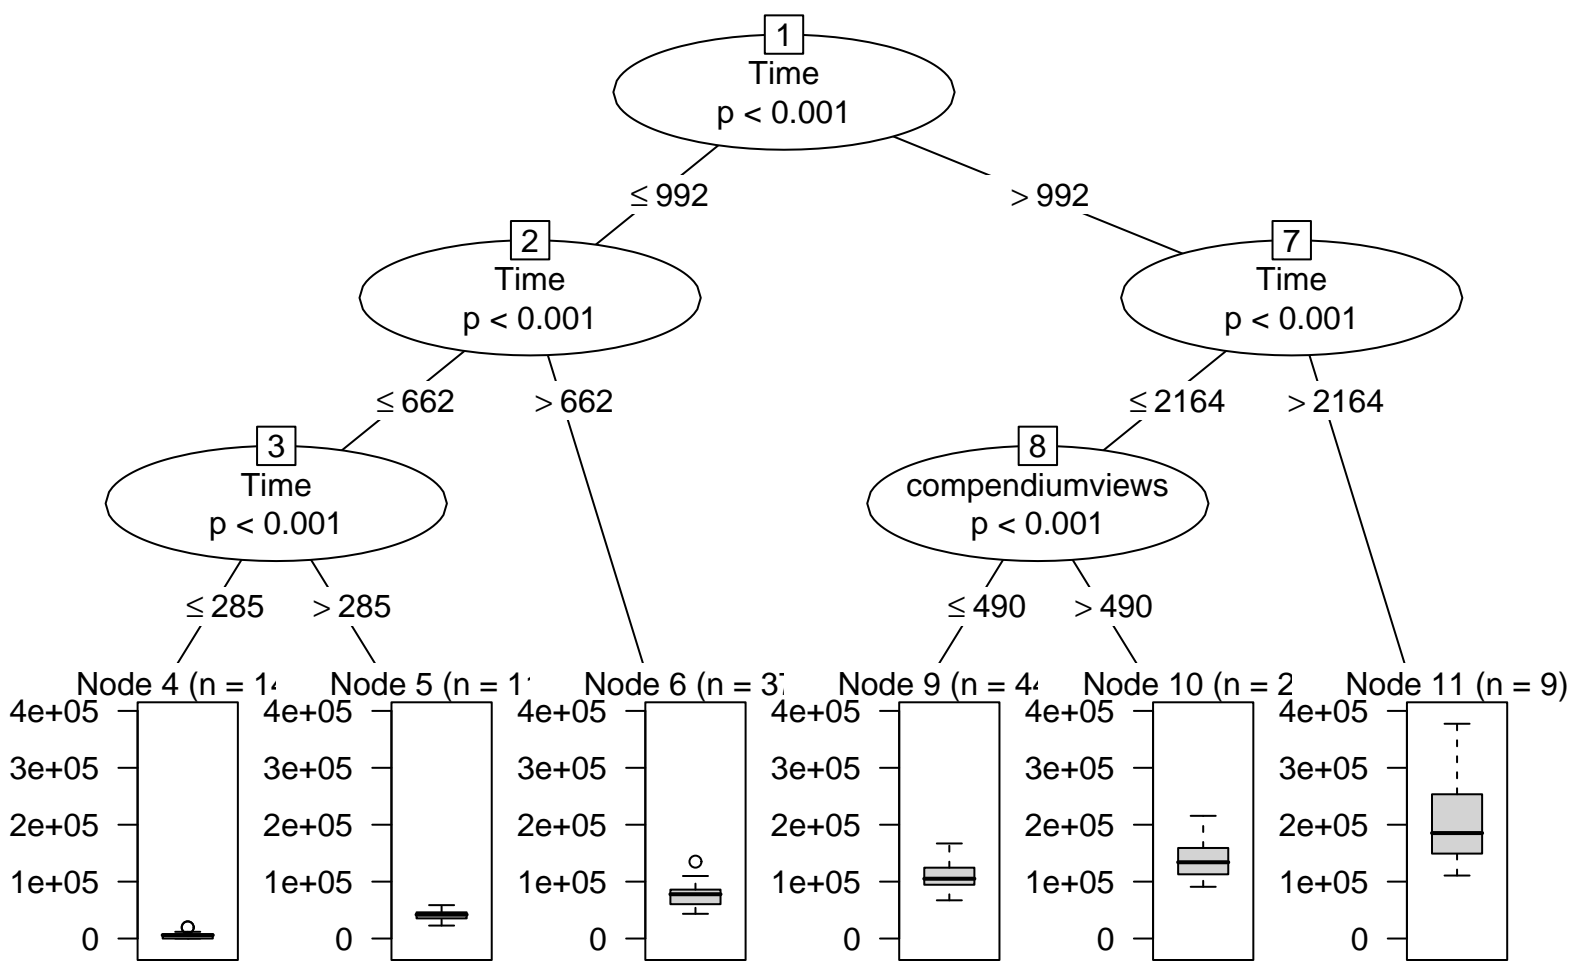 1
Time
p < 0.001
≤ 992
> 992
2
Time
p < 0.001
7
Time
p < 0.001
≤ 662
> 662
≤ 2164
> 2164
3
Time
p < 0.001
8
compendiumviews
p < 0.001
≤ 285
> 285
≤ 490
> 490
Node 4 (n = 14
Node 5 (n = 11
Node 6 (n = 37
Node 9 (n = 44
Node 10 (n = 2
Node 11 (n = 9)
4e+05
3e+05
2e+05
1e+05
0
4e+05
3e+05
2e+05
1e+05
0
4e+05
3e+05
2e+05
1e+05
0
4e+05
3e+05
2e+05
1e+05
0
4e+05
3e+05
2e+05
1e+05
0
4e+05
3e+05
2e+05
1e+05
0